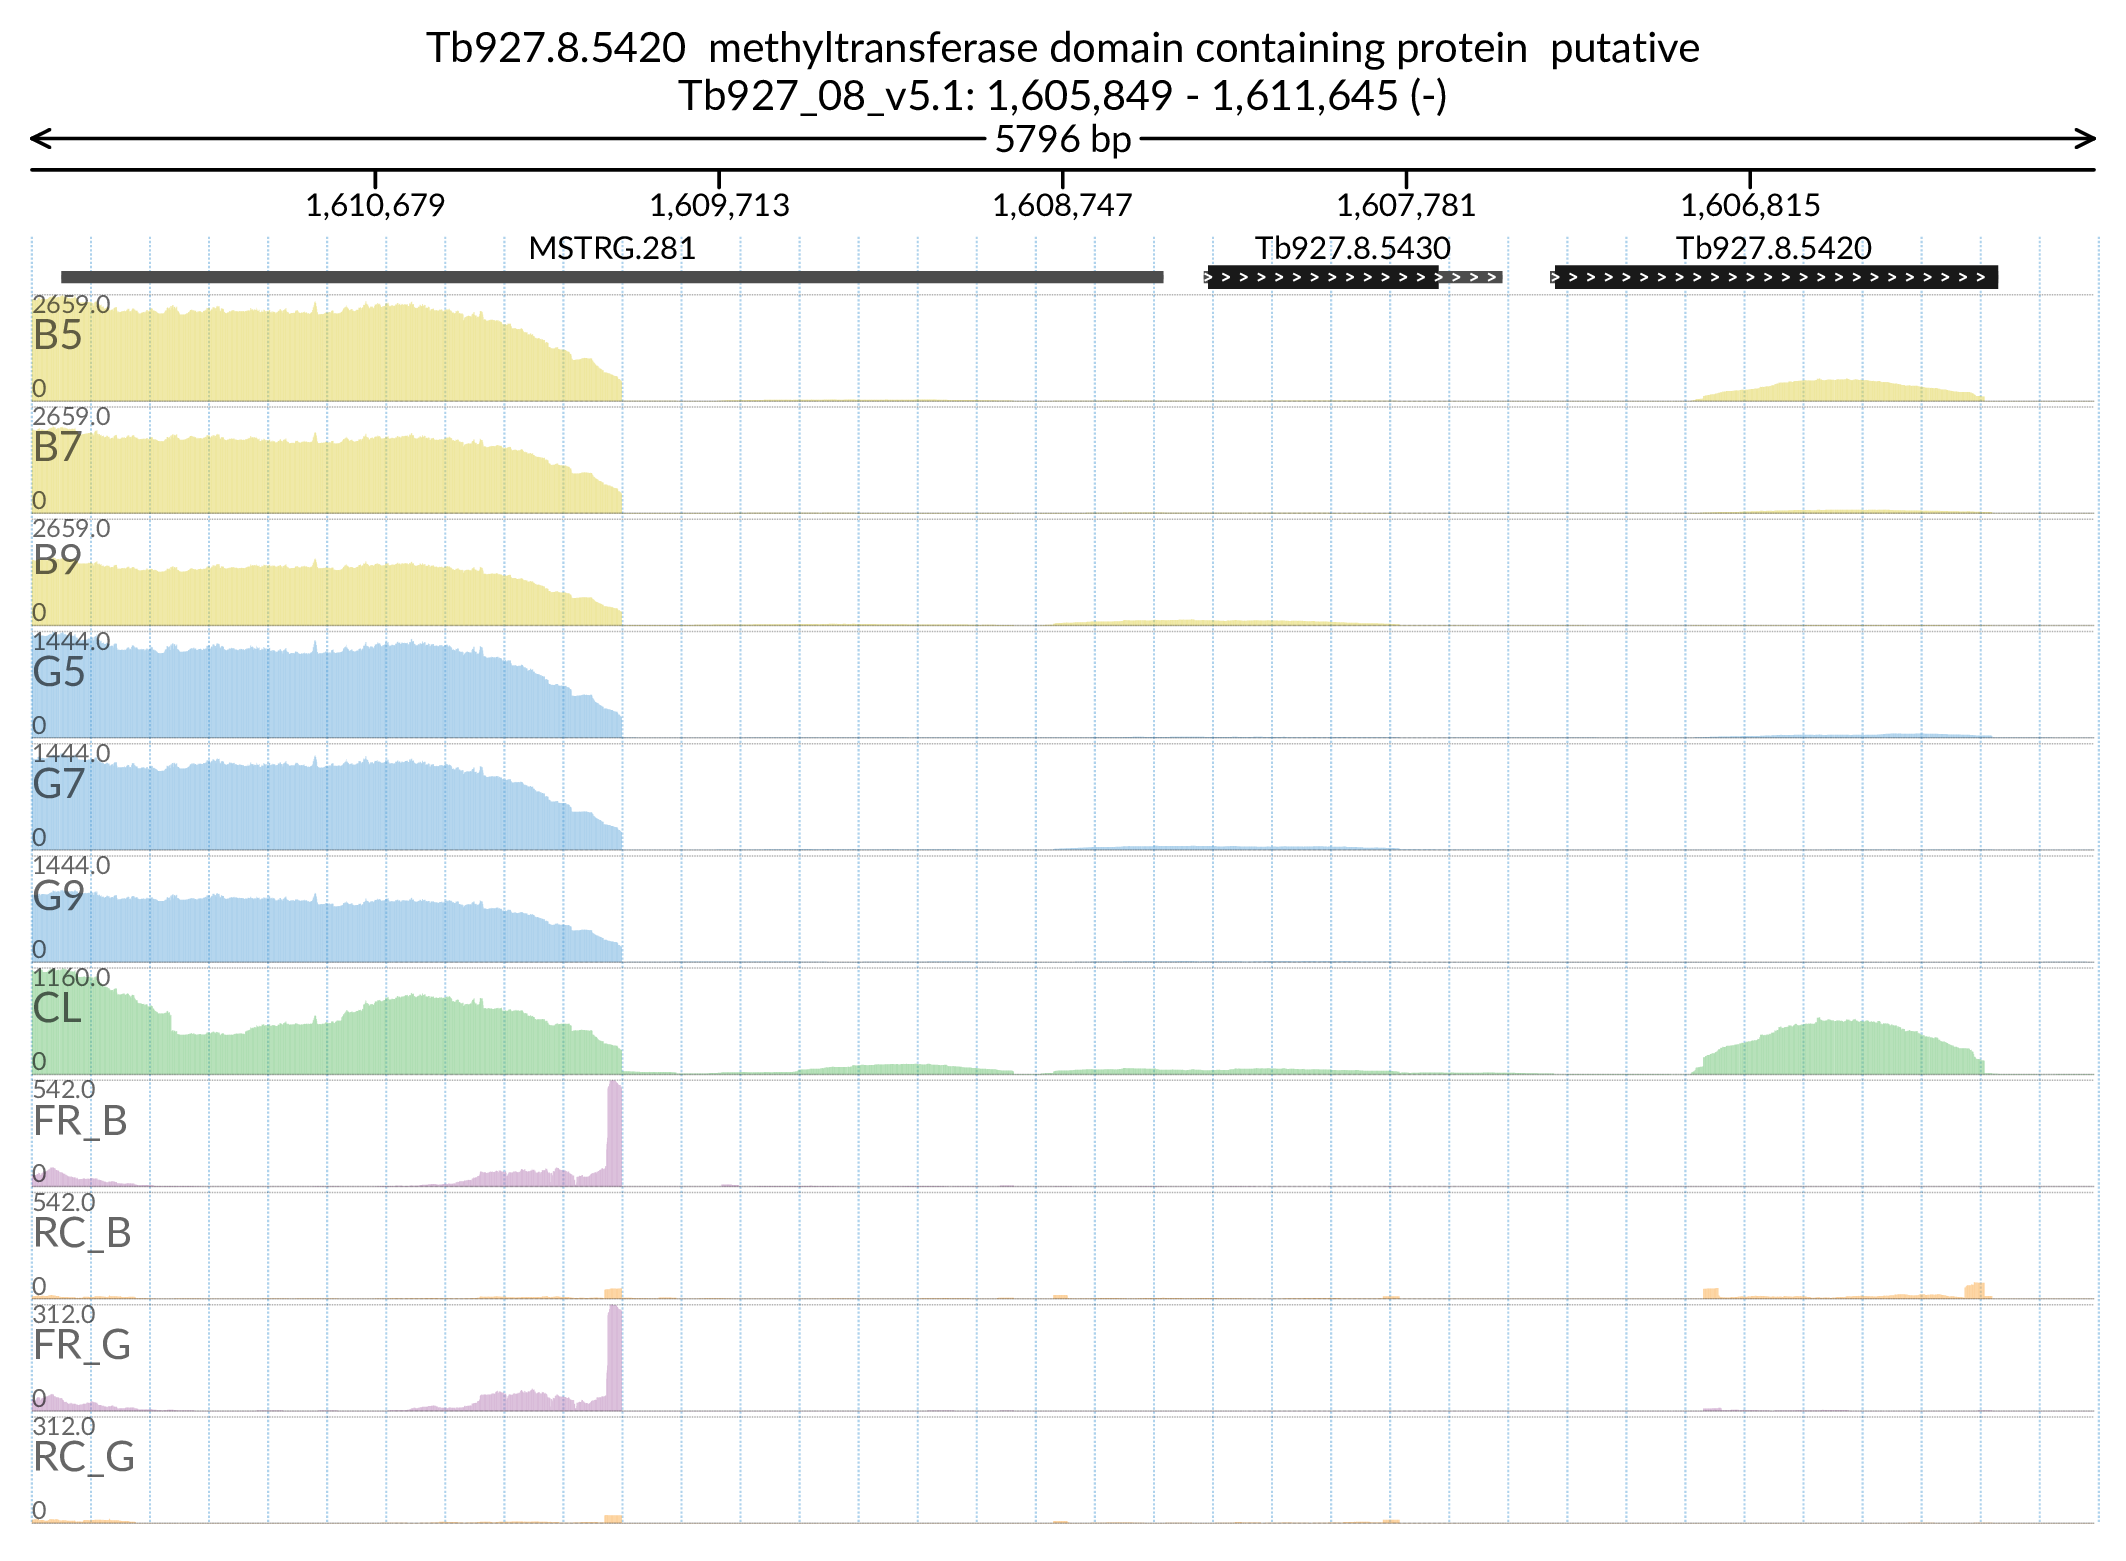 Tb927.8.5420 methyltransferase domain containing protein putative
Tb927_08_v5.1: 1,605,849 - 1,611,645 (-)
5796 bp
1,610,679 1,609,713 1,608,747 1,607,781 1,606,815
MSTRG.281 Tb927.8.5430 Tb927.8.5420
2659.0
B5
0
2659.0
B7
0
2659.0
B9
0
1444.0
G5
0
1444.0
G7
0
1444.0
G9
0
1160.0
CL
0
542.0
FR_B
0
542.0
RC_B
0
312.0
FR_G
0
312.0
RC_G
0